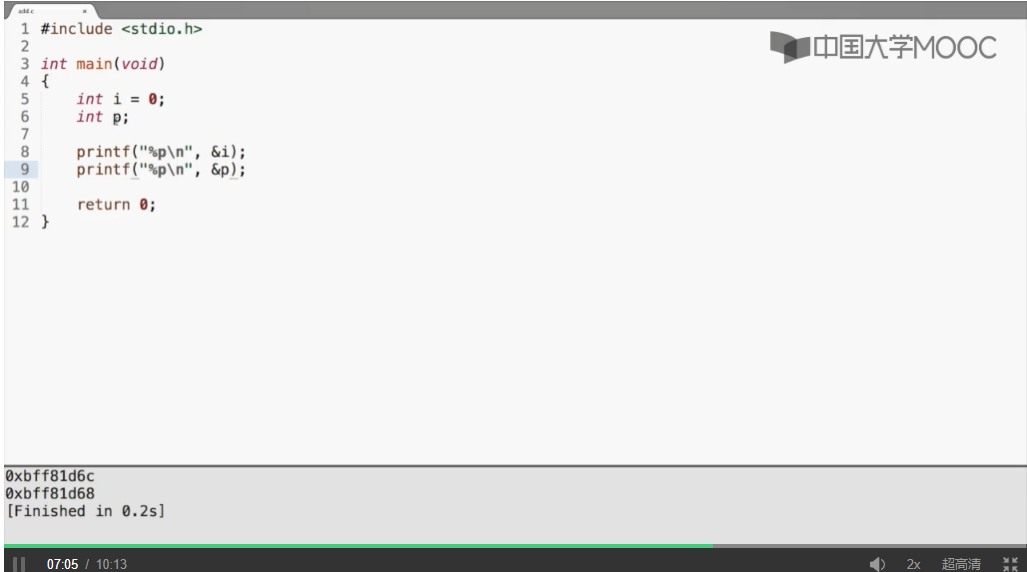 add.c ×
中国大学MOOC
1 #include <stdio.h>
2
3 int main(void)
4 {
5     int i = 0;
6     int p;
7
8     printf("%p\n", &i);
9     printf("%p\n", &p);
10
11     return 0;
12 }
0xbff81d6c
0xbff81d68
[Finished in 0.2s]
07:05 / 10:13 2x 超高清